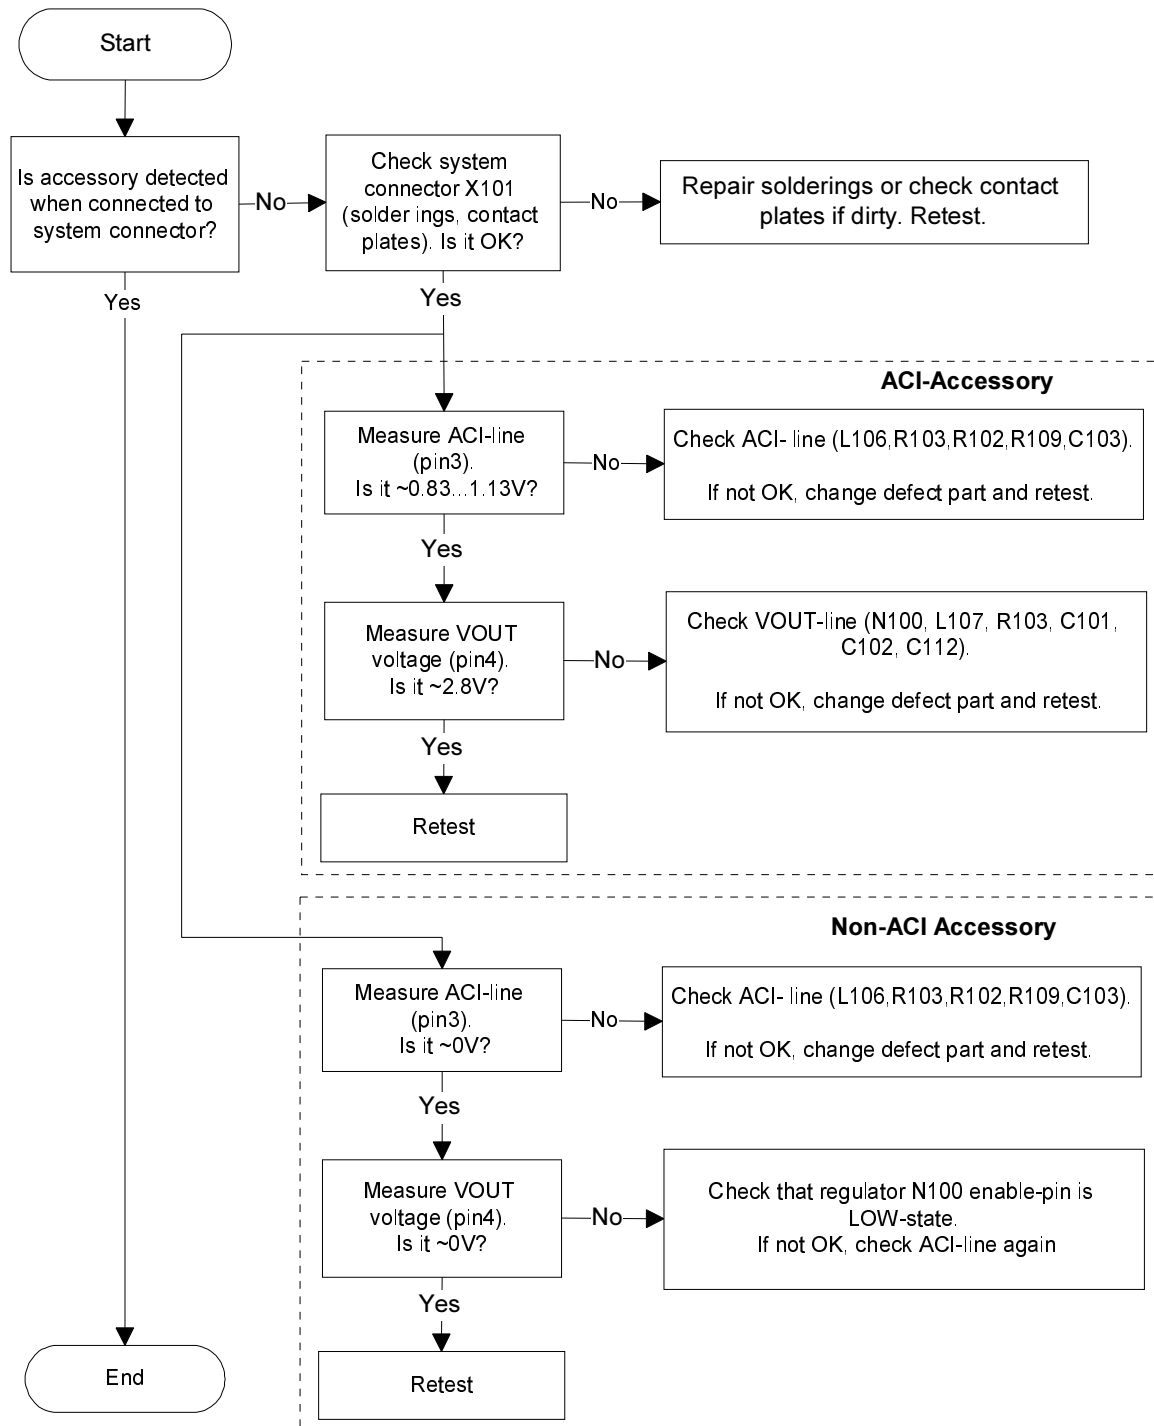 Start
Is accessory detected
when connected to
system connector?
No
Check system
connector X101
(solder ings, contact
plates). Is it OK?
No
Repair solderings or check contact
plates if dirty. Retest.
Yes
Yes
ACI-Accessory
Measure ACI-line
(pin3).
Is it ~0.83...1.13V?
No
Check ACI- line (L106,R103,R102,R109,C103).
If not OK, change defect part and retest.
Yes
Measure VOUT
voltage (pin4).
Is it ~2.8V?
No
Check VOUT-line (N100, L107, R103, C101,
C102, C112).
If not OK, change defect part and retest.
Yes
Retest
Non-ACI Accessory
Measure ACI-line
(pin3).
Is it ~0V?
No
Check ACI- line (L106,R103,R102,R109,C103).
If not OK, change defect part and retest.
Yes
Measure VOUT
voltage (pin4).
Is it ~0V?
No
Check that regulator N100 enable-pin is
LOW-state.
If not OK, check ACI-line again
Yes
Retest
End